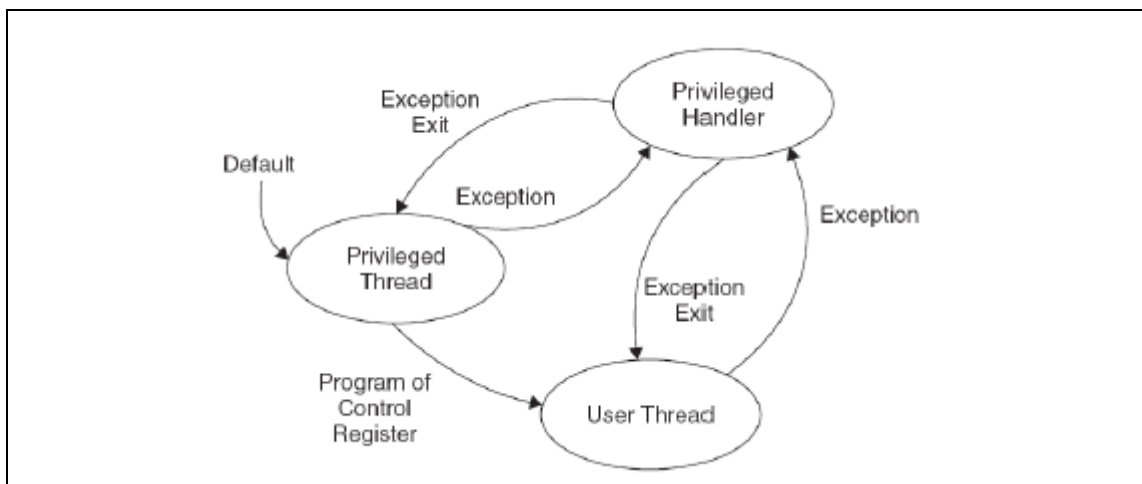 Privileged
Handler
Exception
Exit
Default
Exception
Exception
Privileged
Thread
Exception
Exit
Program of
Control
Register
User Thread